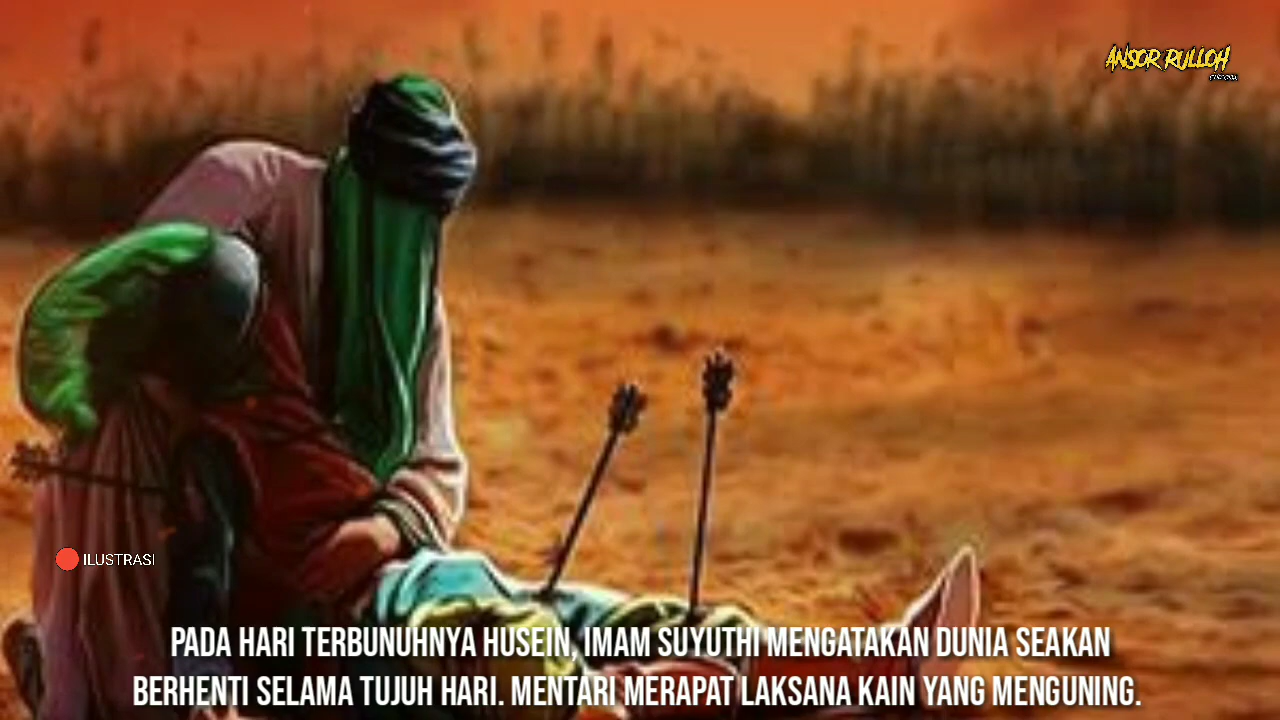 ANSOR RULLOH
ILUSTRASI
PADA HARI TERBUNUHNYA HUSEIN, IMAM SUYUTHI MENGATAKAN DUNIA SEAKAN
BERHENTI SELAMA TUJUH HARI. MENTARI MERAPAT LAKSANA KAIN YANG MENGUNING.